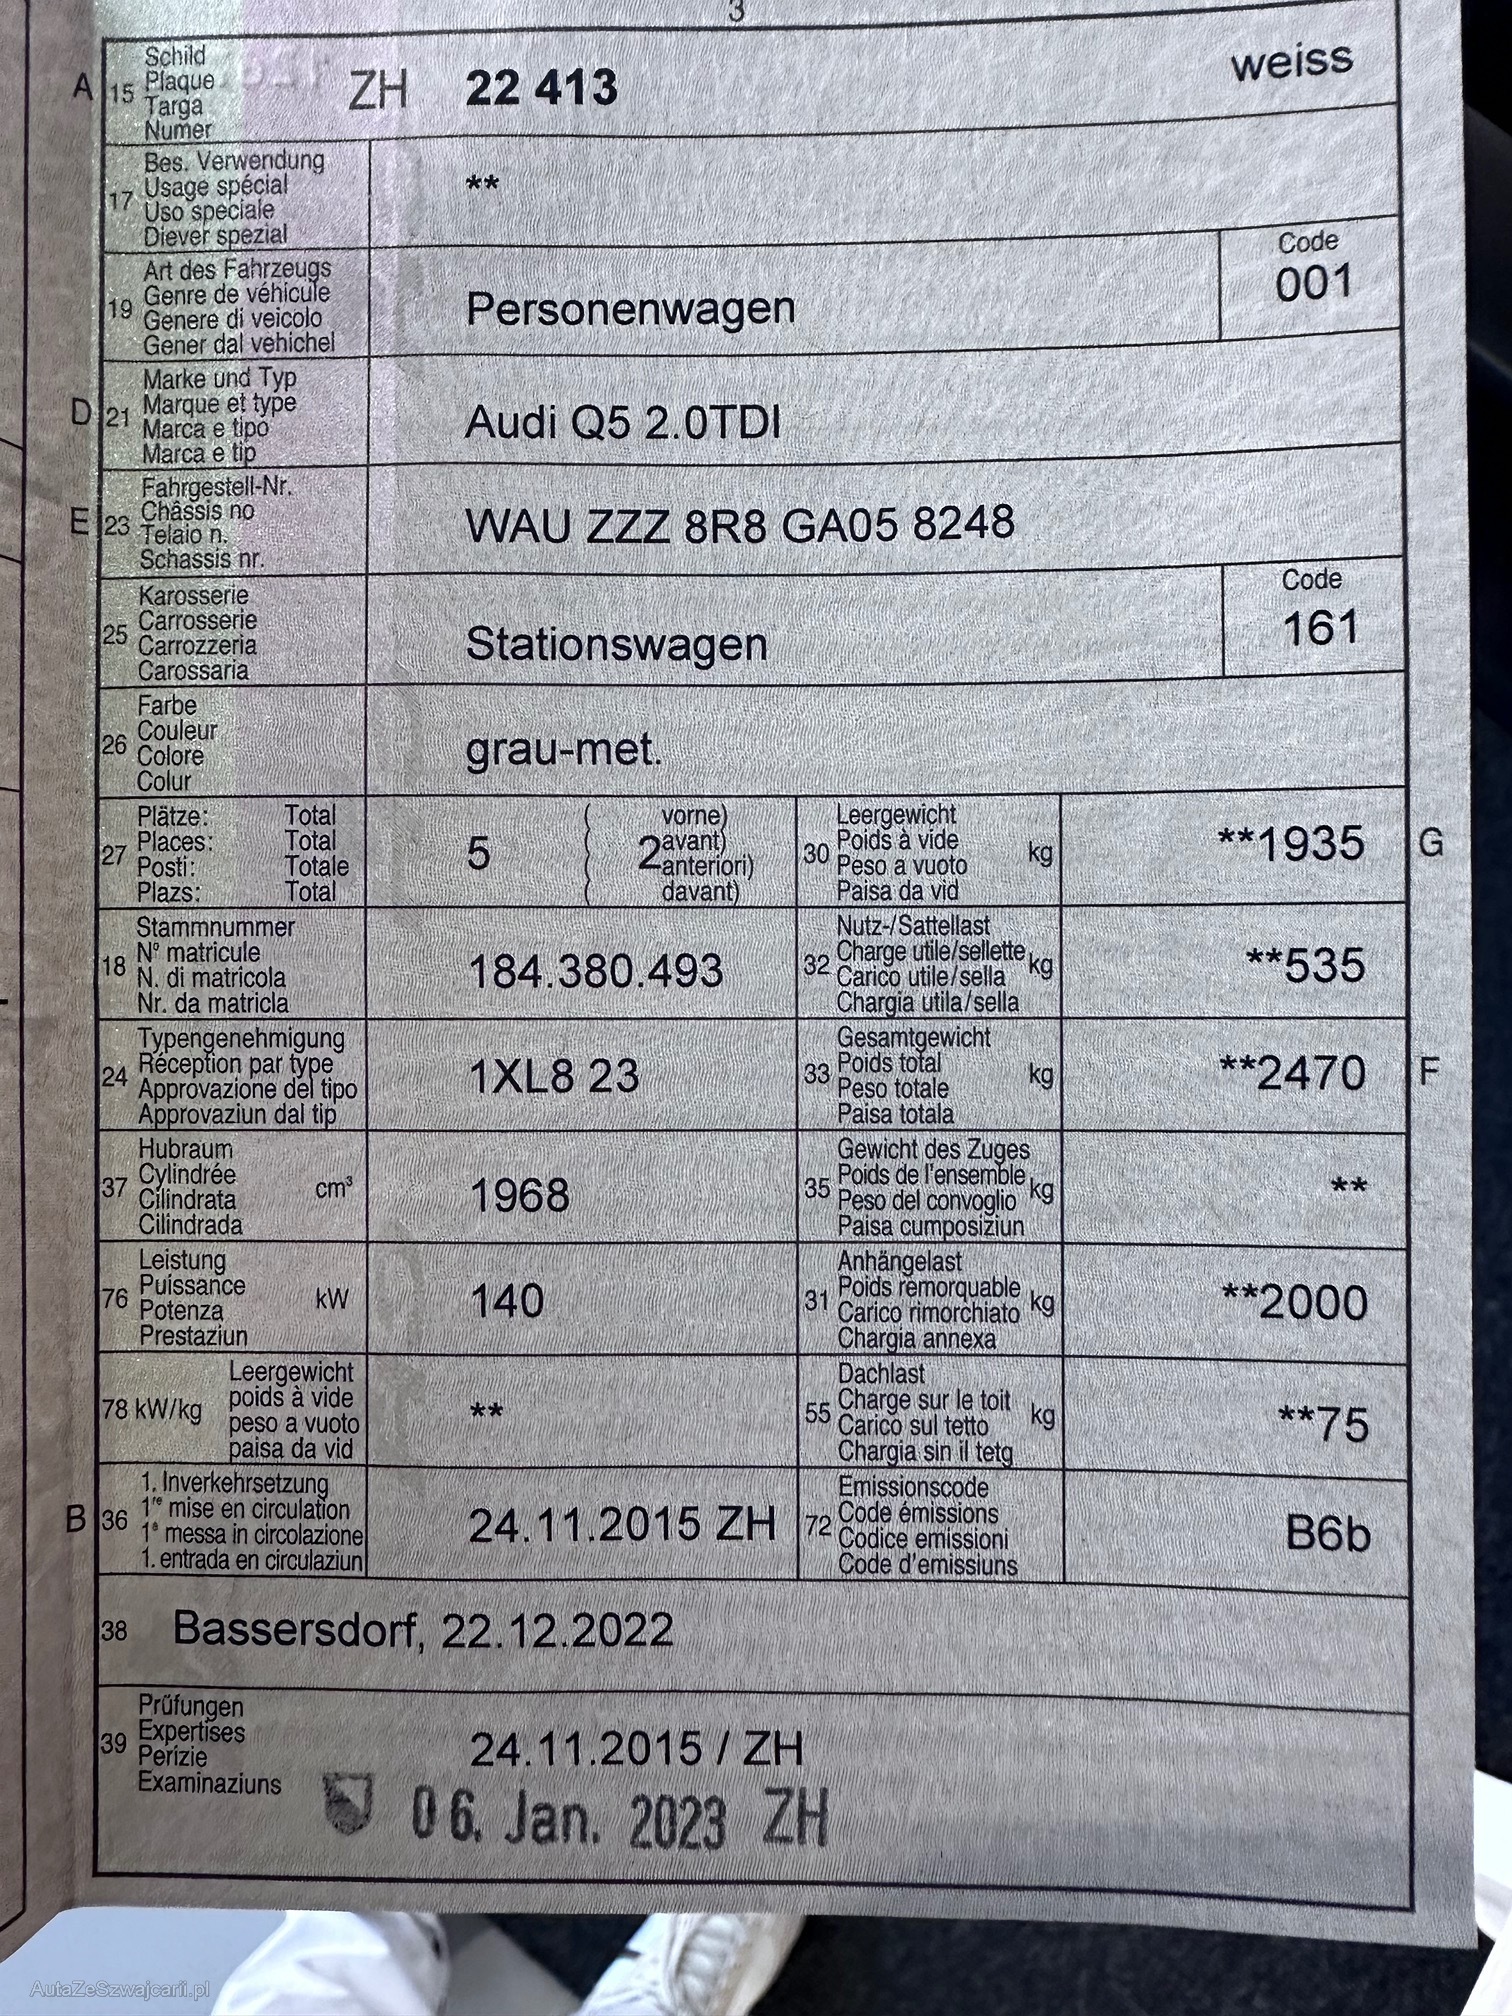 3
A 15 Schild
Plaque
Targa
Numer
ZH 22 413 weiss
17 Bes. Verwendung
Usage spécial
Uso speciale
Diever spezial
**
19 Art des Fahrzeugs
Genre de véhicule
Genere di veicolo
Gener dal vehichel
Personenwagen
Code
001
D 21 Marke und Typ
Marque et type
Marca e tipo
Marca e tip
Audi Q5 2.0TDI
E 23 Fahrgestell-Nr.
Châssis no
Telaio n.
Schassis nr.
WAU ZZZ 8R8 GA05 8248
25 Karosserie
Carrosserie
Carrozzeria
Carossaria
Stationswagen
Code
161
26 Farbe
Couleur
Colore
Colur
grau-met.
27 Plätze: Total
Places: Total
Posti: Totale
Plazs: Total
5
2
vorne)
avant)
anteriori)
davant)
30 Leergewicht
Poids à vide
Peso a vuoto
Paisa da vid
kg
**1935 G
18 Stammnummer
N° matricule
N. di matricola
Nr. da matricla
184.380.493
32 Nutz-/Sattellast
Charge utile/sellette
Carico utile/sella
Chargia utila/sella
kg
**535
24 Typengenehmigung
Réception par type
Approvazione del tipo
Approvaziun dal tip
1XL8 23
33 Gesamtgewicht
Poids total
Peso totale
Paisa totala
kg
**2470 F
37 Hubraum
Cylindrée
Cilindrata
Cilindrada
cm³
1968
35 Gewicht des Zuges
Poids de l'ensemble
Peso del convoglio
Paisa cumposiziun
kg
**
76 Leistung
Puissance
Potenza
Prestaziun
kW
140
31 Anhängelast
Poids remorquable
Carico rimorchiato
Chargia annexa
kg
**2000
78 kW/kg
Leergewicht
poids à vide
peso a vuoto
paisa da vid
**
55 Dachlast
Charge sur le toit
Carico sul tetto
Chargia sin il tetg
kg
**75
B 36 1. Inverkehrsetzung
1re mise en circulation
1a messa in circolazione
1. entrada en circulaziun
24.11.2015 ZH
72 Emissionscode
Code émissions
Codice emissioni
Code d'emissiuns
B6b
38 Bassersdorf, 22.12.2022
39 Prüfungen
Expertises
Perizie
Examinaziuns
24.11.2015 / ZH
06. Jan. 2023 ZH
AutaZeSzwajcarii.pl